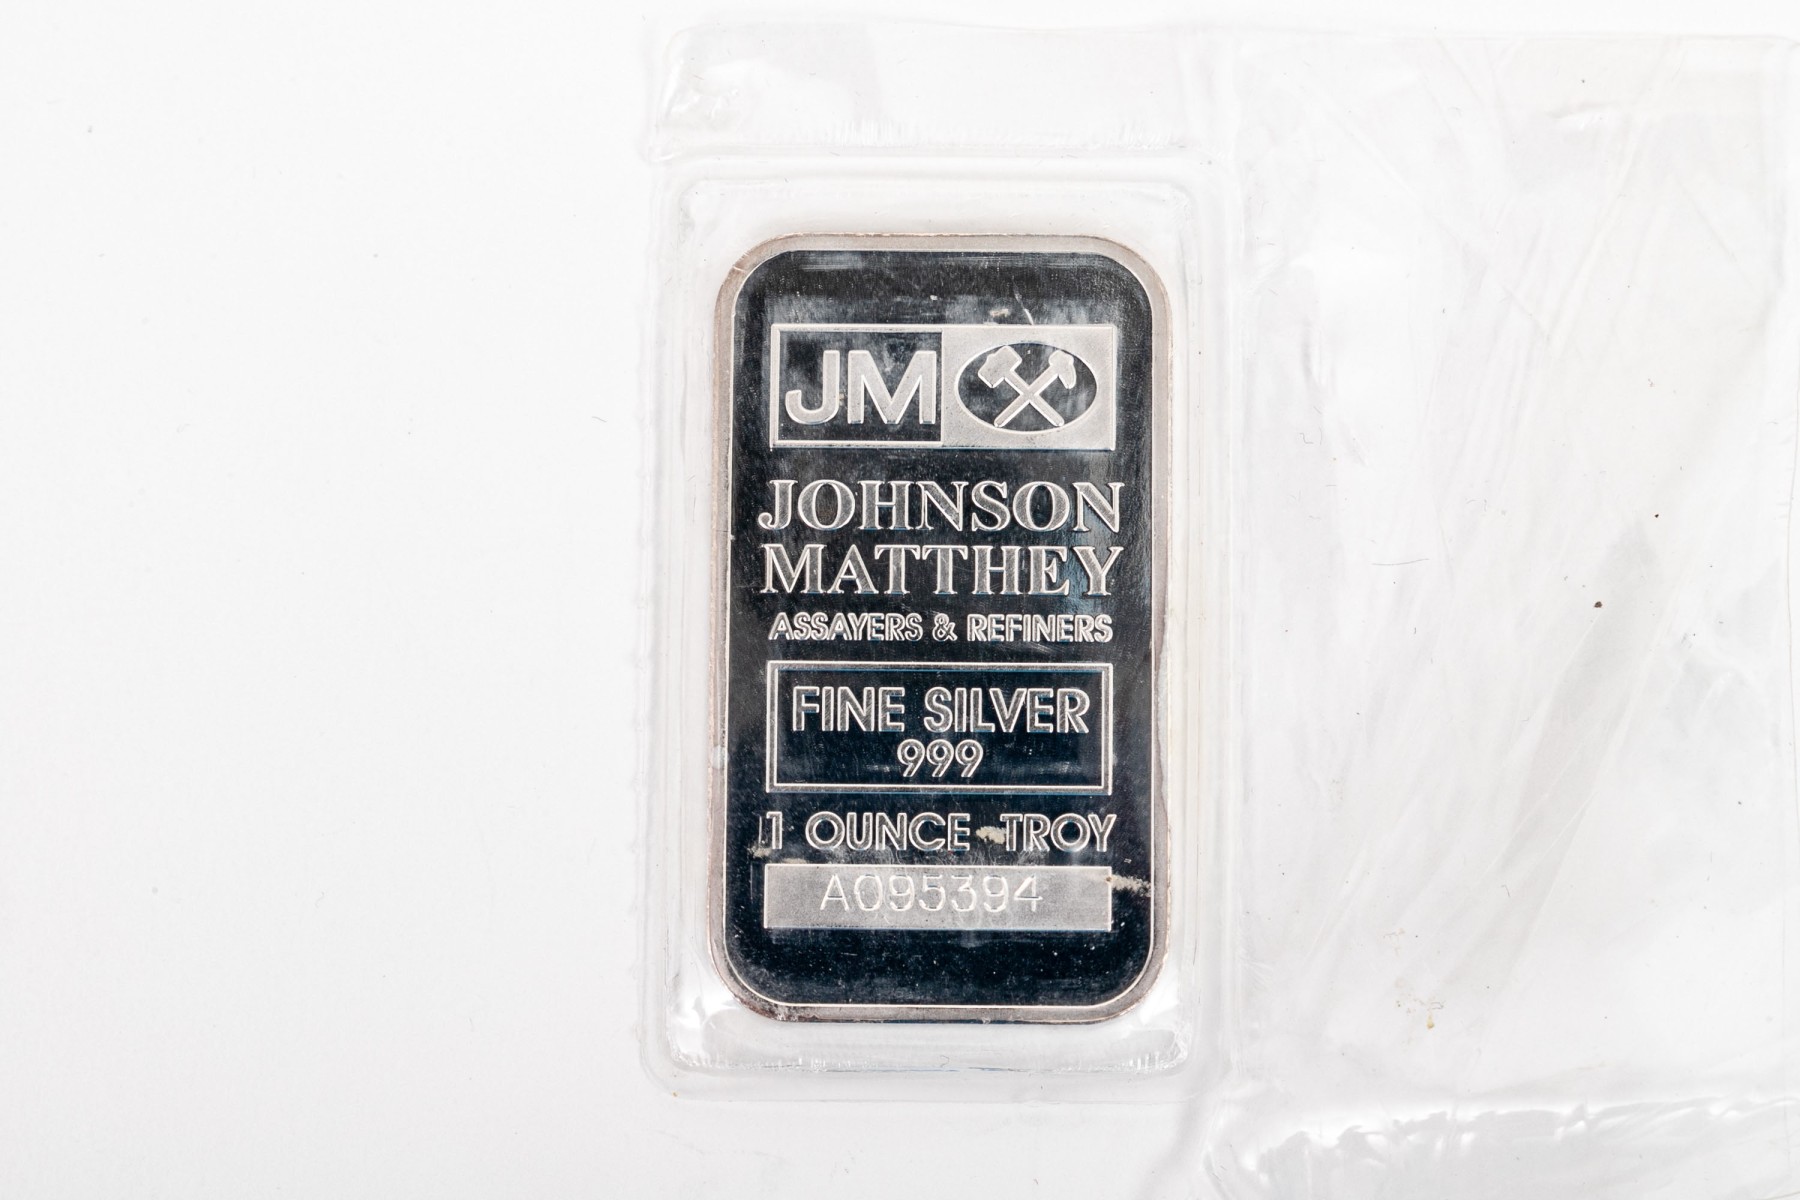 JM
JOHNSON
MATTHEY
ASSAYERS & REFINERS
FINE SILVER
999
1 OUNCE TROY
A095394